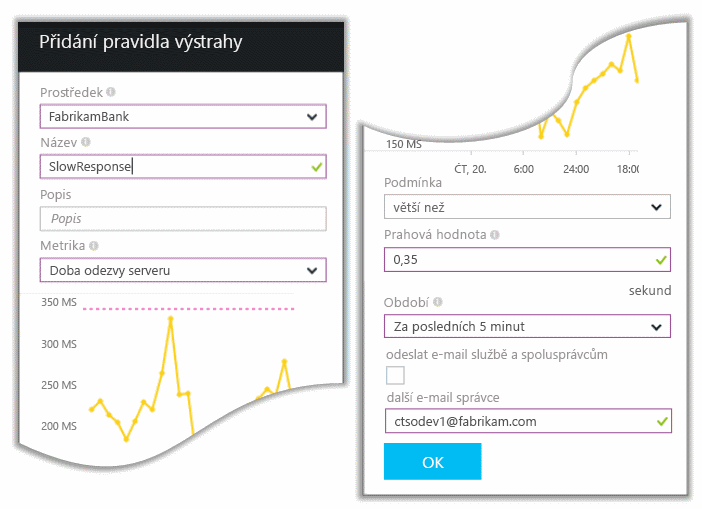 Přidání pravidla výstrahy
Prostředek
FabrikamBank
Název
SlowResponse
Popis
Popis
Metrika
Doba odezvy serveru
350 MS
300 MS
250 MS
200 MS
150 MS
ČT, 20.
6:00
24:00
18:00
Podmínka
větší než
Prahová hodnota
0,35
sekund
Období
Za posledních 5 minut
odeslat e-mail službě a spolusprávcům
další e-mail správce
ctsodev1@fabrikam.com
OK